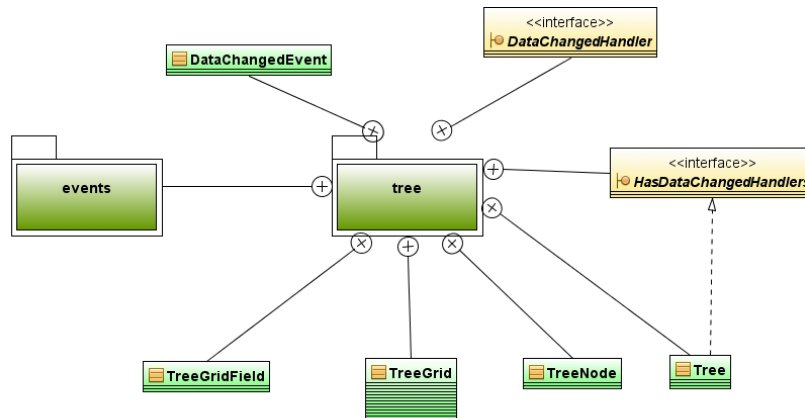 <<interface>>
DataChangedHandler
DataChangedEvent
<<interface>>
HasDataChangedHandlers
events
tree
TreeGridField
TreeGrid
TreeNode
Tree